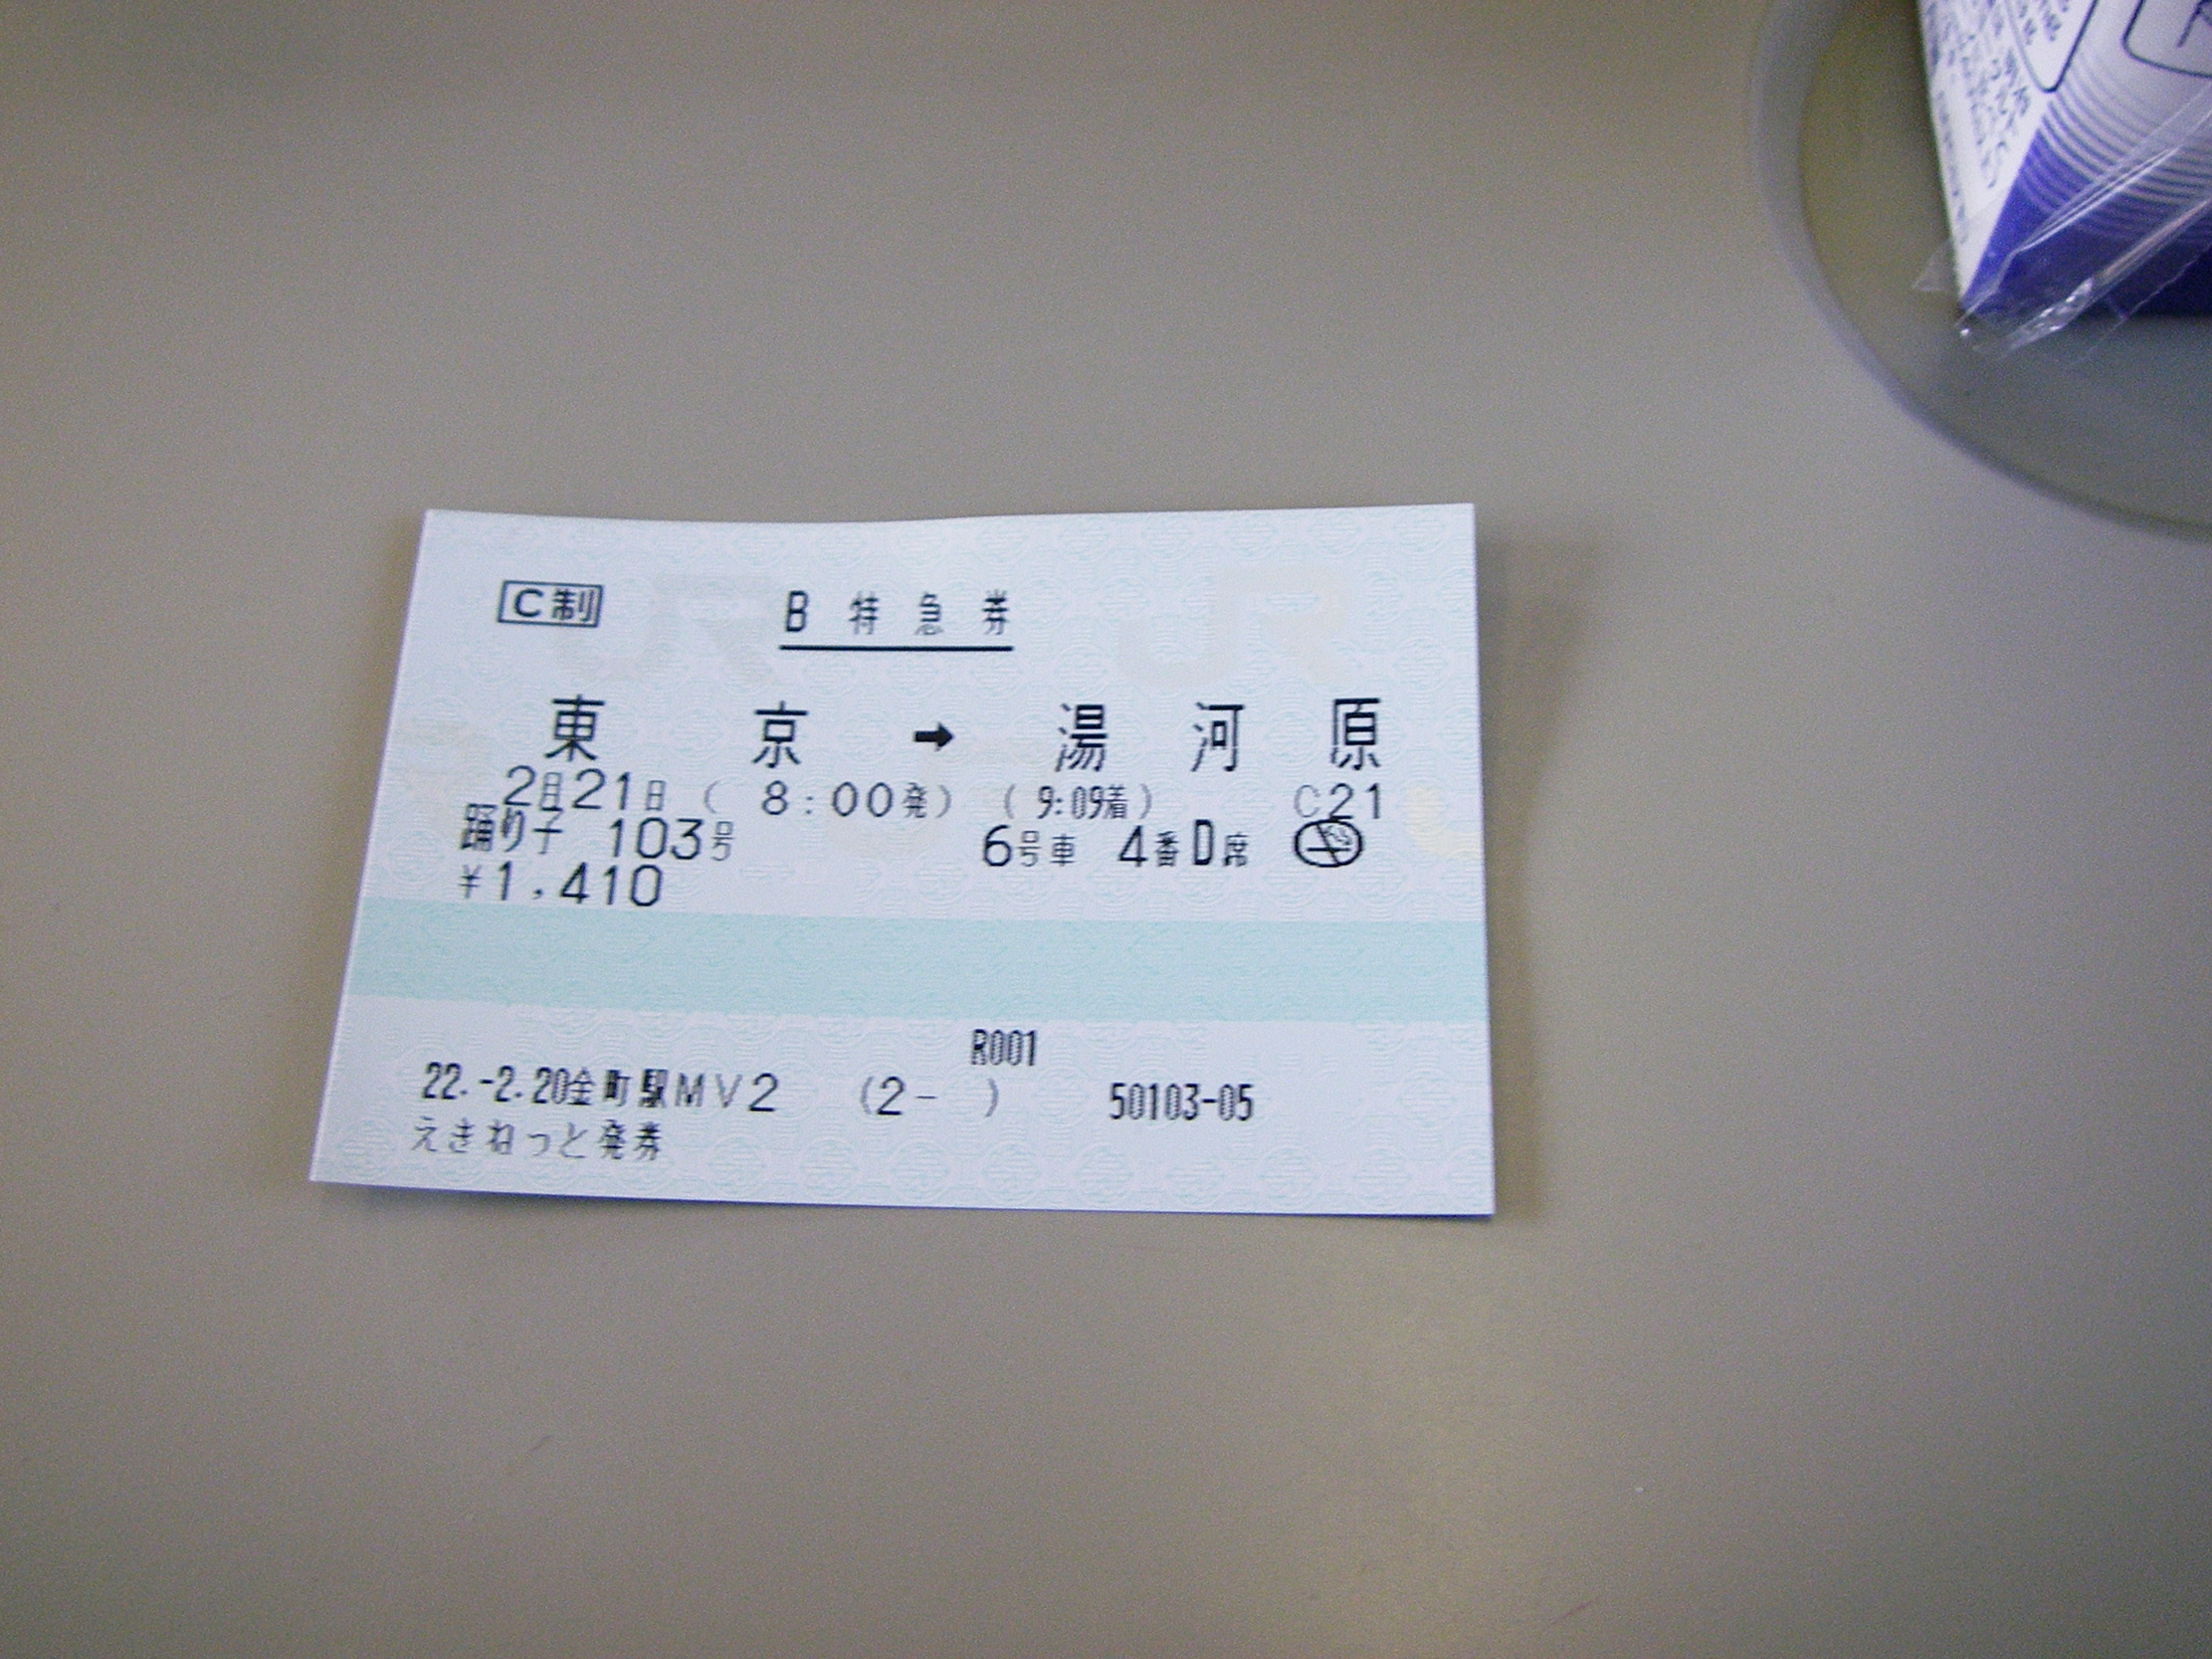 C制 B特急券
東京➡湯河原
2月21日 ( 8:00発) (9:09着) C21
踊り子 103号 6号車 4番D席
¥1,410
R001
22.-2.20金町駅MV2 (2- ) 50103-05
えきねっと発券